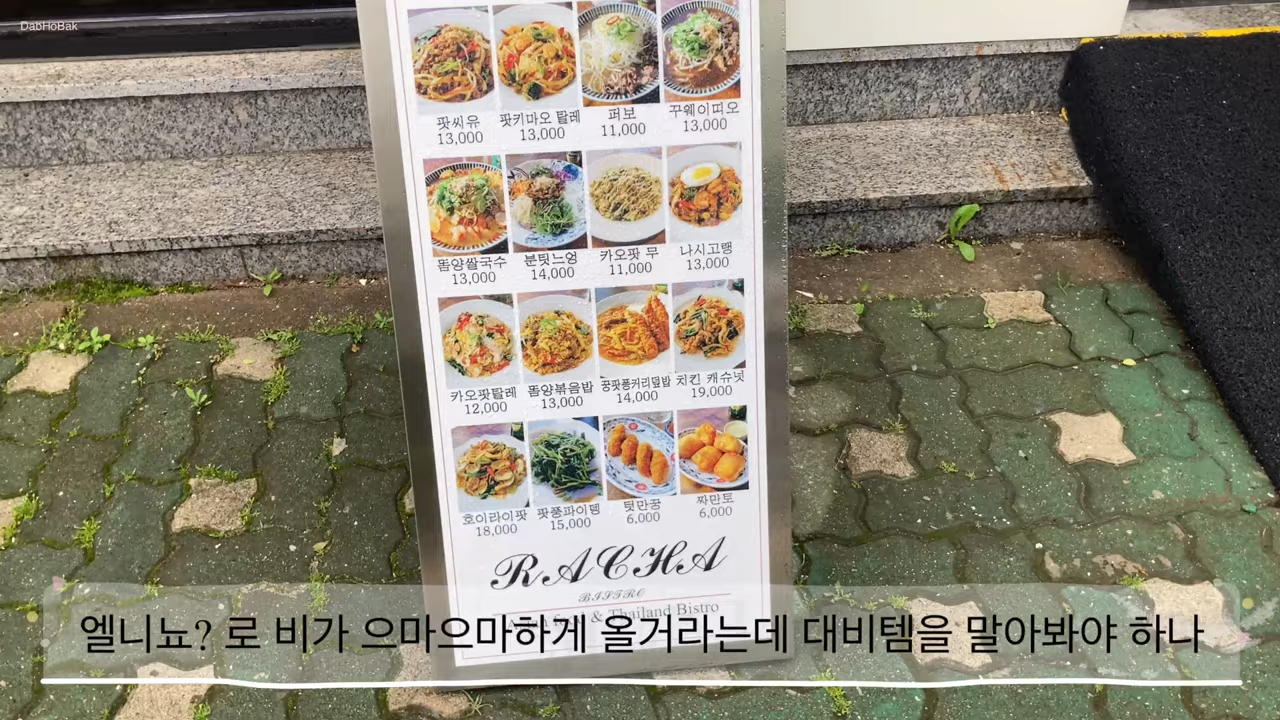 DabHoBak
팟씨유 팟키마오 탈레 퍼보 꾸웨이띠오
13,000 13,000 11,000 13,000
똠양쌀국수 분팃느엉 카오팟 무 나시고랭
13,000 14,000 11,000 13,000
카오팟탈레 똠양볶음밥 꿍팟퐁커리덮밥 치킨 캐슈넛
12,000 13,000 14,000 19,000
호이라이팟 팟풍파이뎅 텃만꿍 짜만토
18,000 15,000 6,000 6,000
RACHA
BISTRO
& Thailand Bistro
엘니뇨? 로 비가 으마으마하게 올거라는데 대비템을 말아봐야 하나